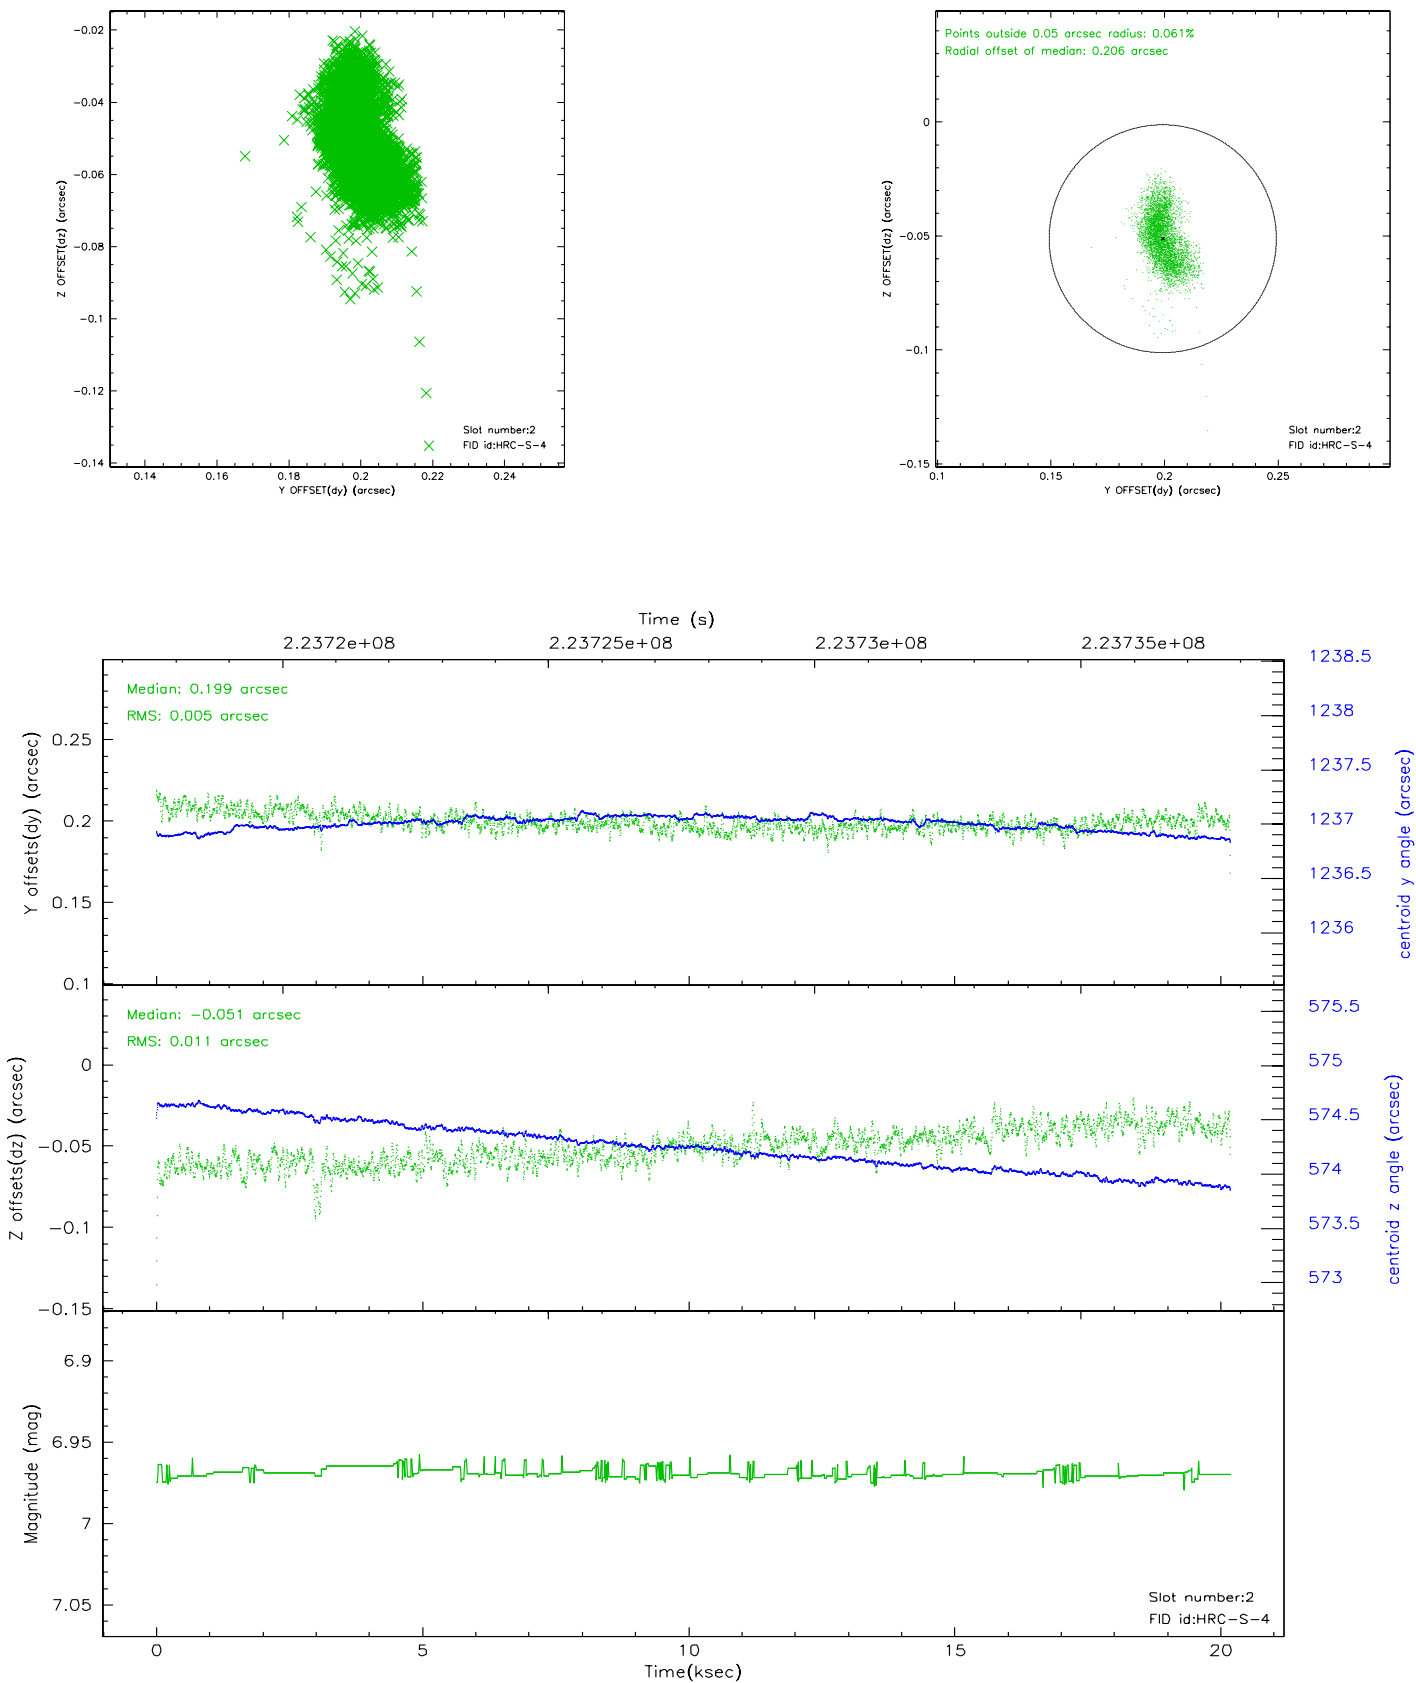 -0.02
-0.04
-0.06
-0.08
-0.1
-0.12
-0.14
Z OFFSET(dz) (arcsec)
Slot number:2
FID id:HRC-S-4
0.14 0.16 0.18 0.2 0.22 0.24
Y OFFSET(dy) (arcsec)
Points outside 0.05 arcsec radius: 0.061%
Radial offset of median: 0.206 arcsec
0
-0.05
-0.1
-0.15
Z OFFSET(dz) (arcsec)
Slot number:2
FID id:HRC-S-4
0.1 0.15 0.2 0.25
Y OFFSET(dy) (arcsec)
Time (s)
2.2372e+08 2.23725e+08 2.2373e+08 2.23735e+08
Median: 0.199 arcsec
RMS: 0.005 arcsec
0.25
0.2
0.15
0.1
Y offsets(dy) (arcsec)
1238.5
1238
1237.5
1237
1236.5
1236
centroid y angle (arcsec)
Median: -0.051 arcsec
RMS: 0.011 arcsec
0
-0.05
-0.1
-0.15
Z offsets(dz) (arcsec)
575.5
575
574.5
574
573.5
573
centroid z angle (arcsec)
6.9
6.95
7
7.05
Magnitude (mag)
Slot number:2
FID id:HRC-S-4
0 5 10 15 20
Time(ksec)